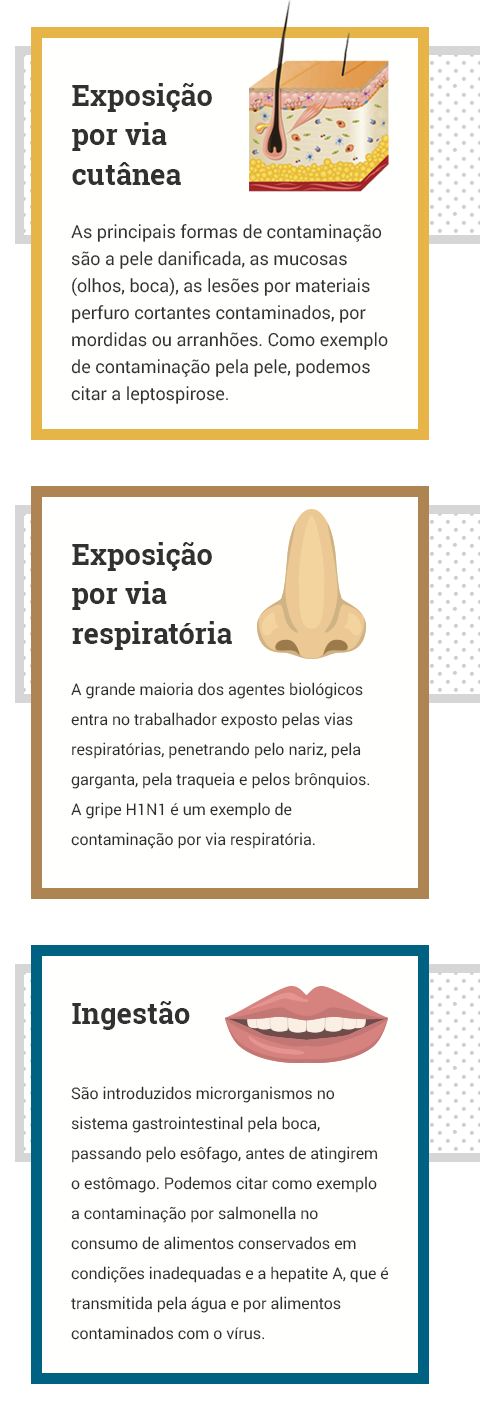 Exposição
por via
cutânea
As principais formas de contaminação
são a pele danificada, as mucosas
(olhos, boca), as lesões por materiais
perfuro cortantes contaminados, por
mordidas ou arranhões. Como exemplo
de contaminação pela pele, podemos
citar a leptospirose.
Exposição
por via
respiratória
A grande maioria dos agentes biológicos
entra no trabalhador exposto pelas vias
respiratórias, penetrando pelo nariz, pela
garganta, pela traqueia e pelos brônquios.
A gripe H1N1 é um exemplo de
contaminação por via respiratória.
Ingestão
São introduzidos microrganismos no
sistema gastrointestinal pela boca,
passando pelo esôfago, antes de atingirem
o estômago. Podemos citar como exemplo
a contaminação por salmonella no
consumo de alimentos conservados em
condições inadequadas e a hepatite A, que é
transmitida pela água e por alimentos
contaminados com o vírus.